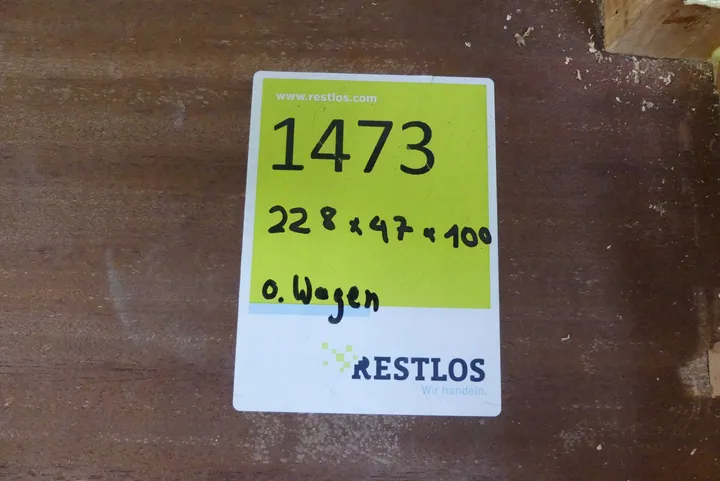 www.restlos.com
1473
228 x 47 x 100
o. Wagen
RESTLOS
Wir handeln.